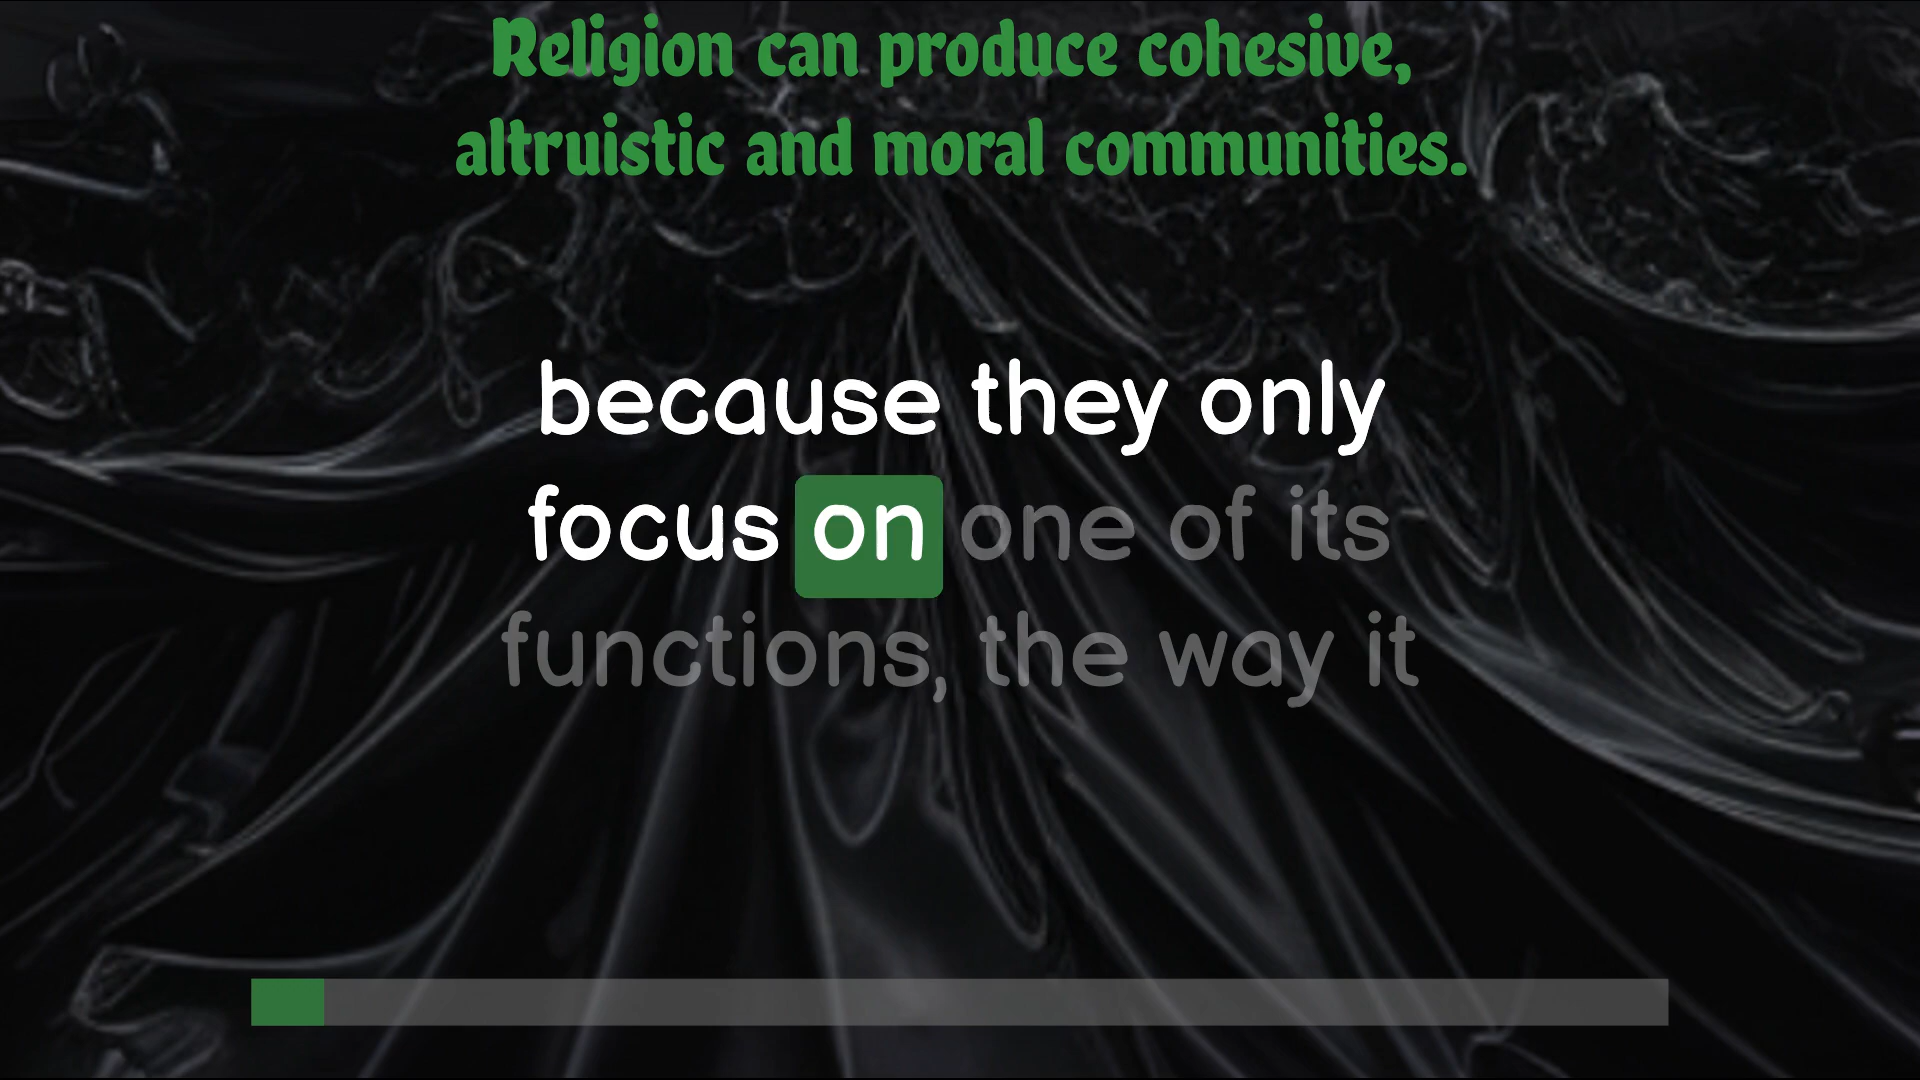 Religion can produce cohesive,
altruistic and moral communities.
because they only
focus on one of its
functions, the way it